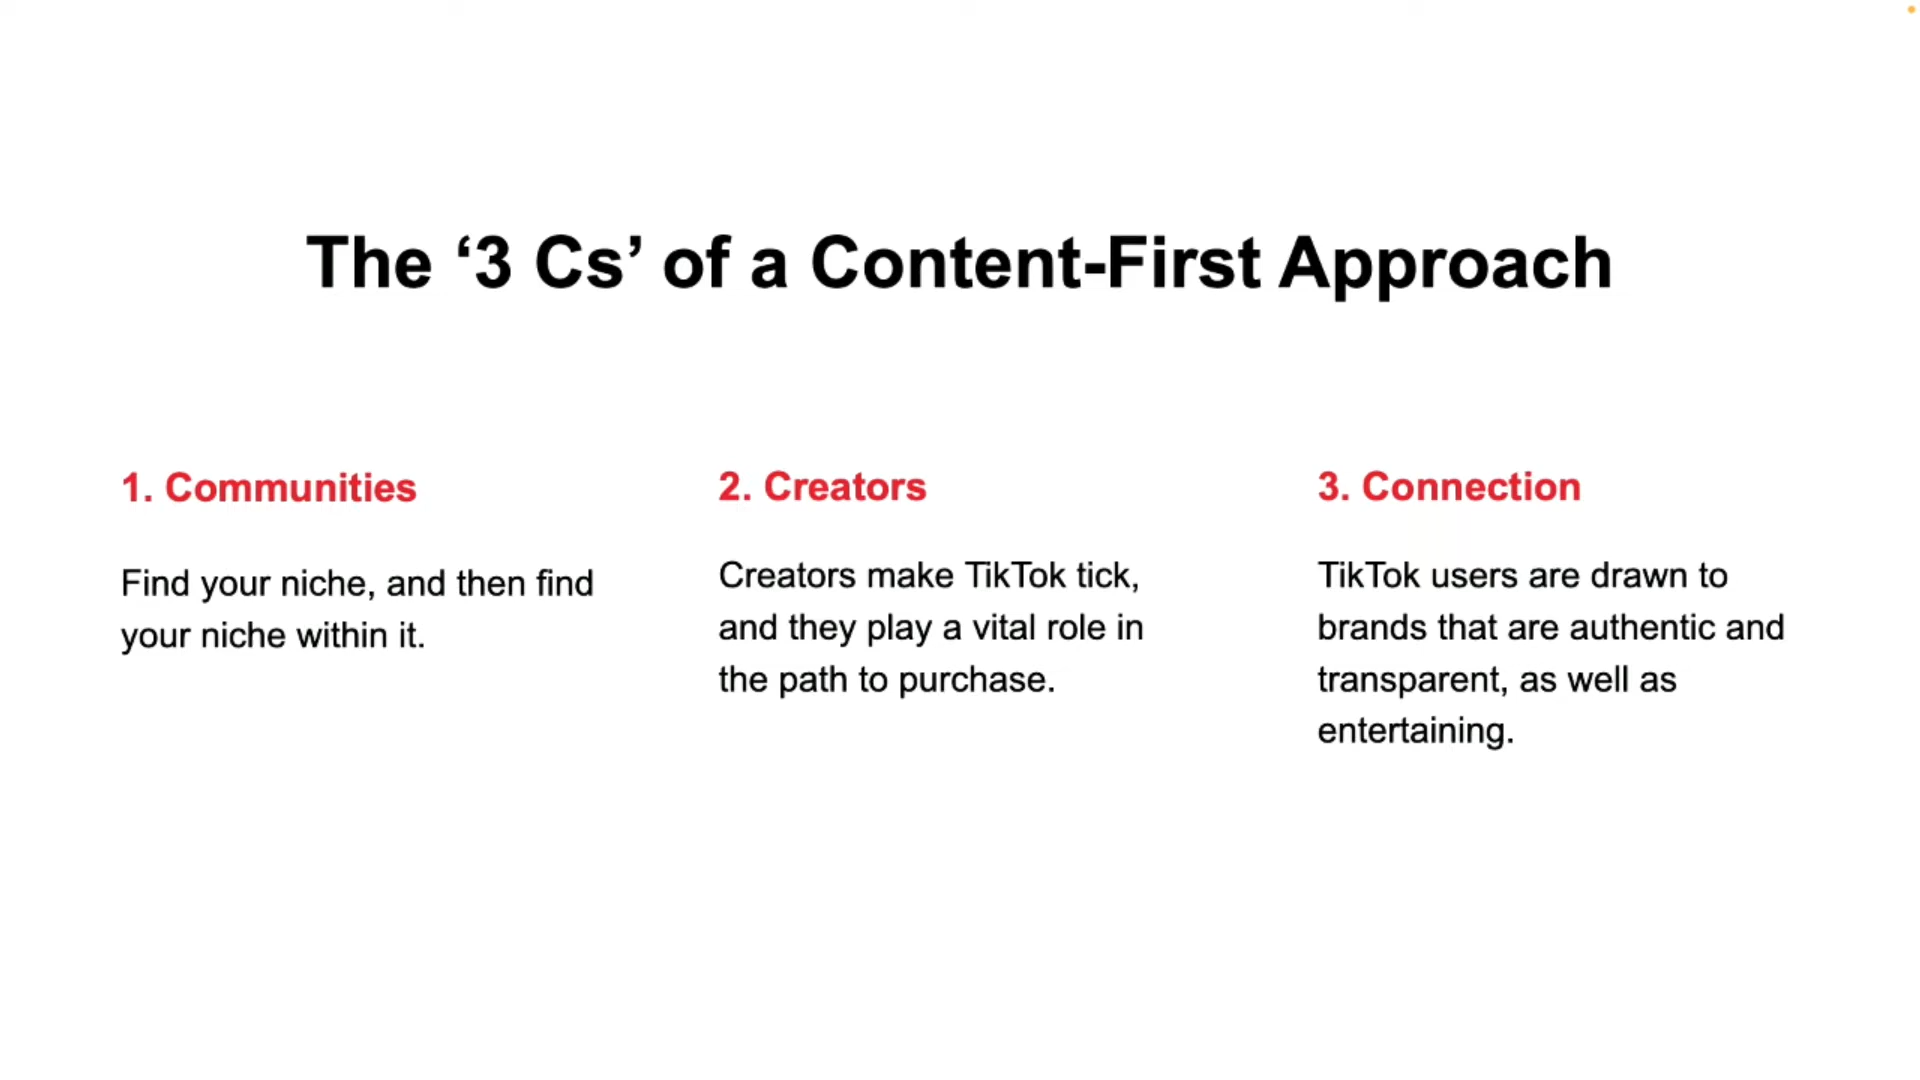 The ‘3 Cs’ of a Content-First Approach
1. Communities
Find your niche, and then find
your niche within it.
2. Creators
Creators make TikTok tick,
and they play a vital role in
the path to purchase.
3. Connection
TikTok users are drawn to
brands that are authentic and
transparent, as well as
entertaining.